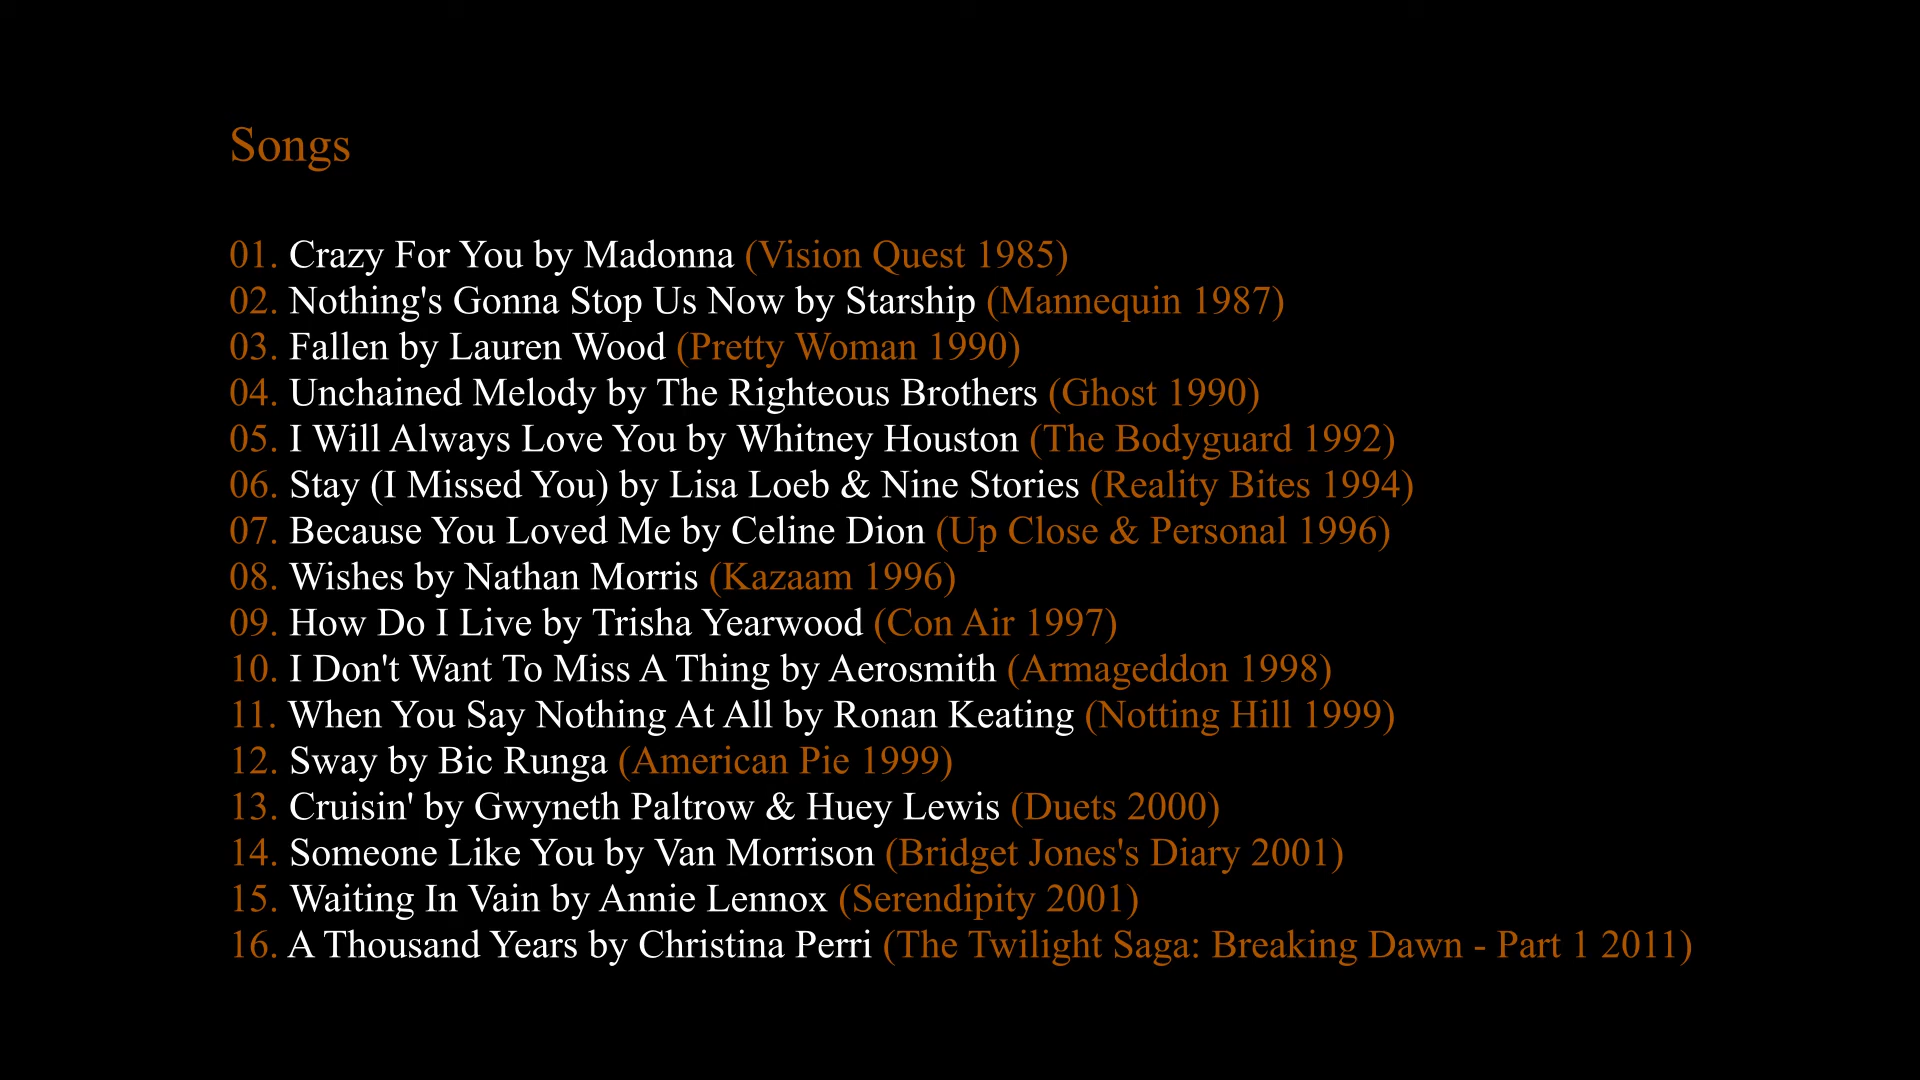 Songs
01. Crazy For You by Madonna (Vision Quest 1985)
02. Nothing's Gonna Stop Us Now by Starship (Mannequin 1987)
03. Fallen by Lauren Wood (Pretty Woman 1990)
04. Unchained Melody by The Righteous Brothers (Ghost 1990)
05. I Will Always Love You by Whitney Houston (The Bodyguard 1992)
06. Stay (I Missed You) by Lisa Loeb & Nine Stories (Reality Bites 1994)
07. Because You Loved Me by Celine Dion (Up Close & Personal 1996)
08. Wishes by Nathan Morris (Kazaam 1996)
09. How Do I Live by Trisha Yearwood (Con Air 1997)
10. I Don't Want To Miss A Thing by Aerosmith (Armageddon 1998)
11. When You Say Nothing At All by Ronan Keating (Notting Hill 1999)
12. Sway by Bic Runga (American Pie 1999)
13. Cruisin' by Gwyneth Paltrow & Huey Lewis (Duets 2000)
14. Someone Like You by Van Morrison (Bridget Jones's Diary 2001)
15. Waiting In Vain by Annie Lennox (Serendipity 2001)
16. A Thousand Years by Christina Perri (The Twilight Saga: Breaking Dawn - Part 1 2011)